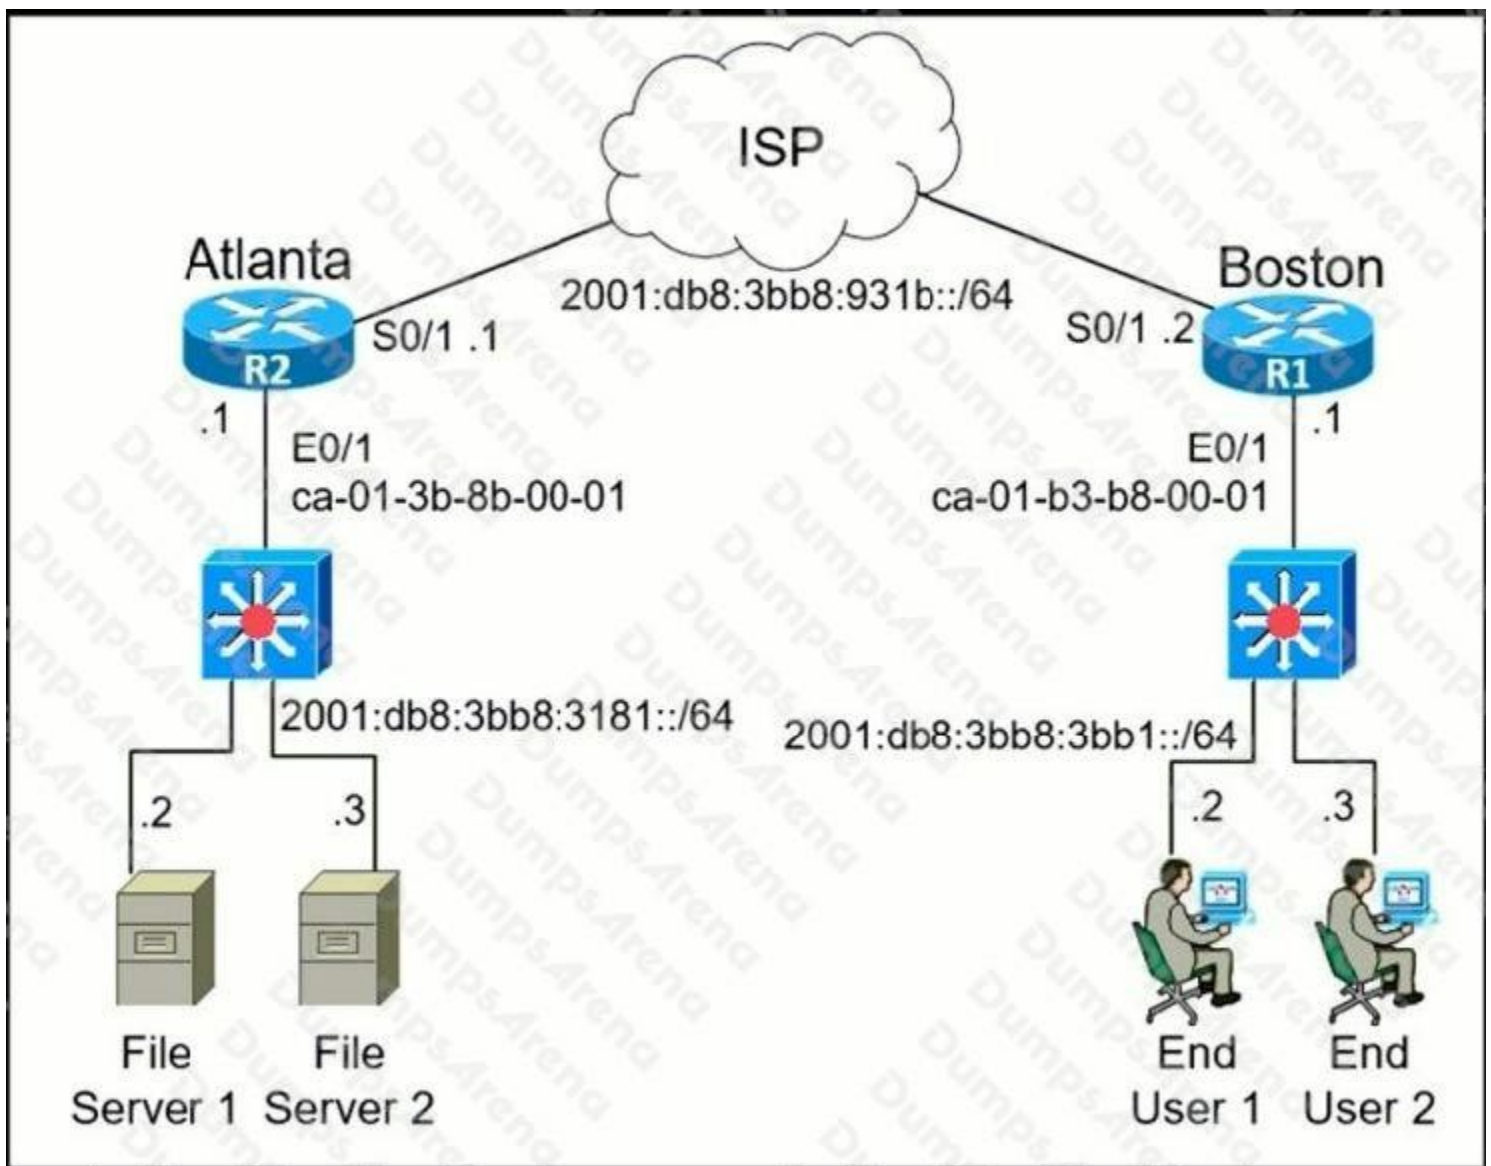 ISP
Atlanta
Boston
2001:db8:3bb8:931b::/64
S0/1 .1
S0/1 .2
R2
R1
.1
.1
E0/1
E0/1
ca-01-3b-8b-00-01
ca-01-b3-b8-00-01
2001:db8:3bb8:3181::/64
2001:db8:3bb8:3bb1::/64
.2
.3
.2
.3
File
Server 1
File
Server 2
End
User 1
End
User 2
DumpsArena